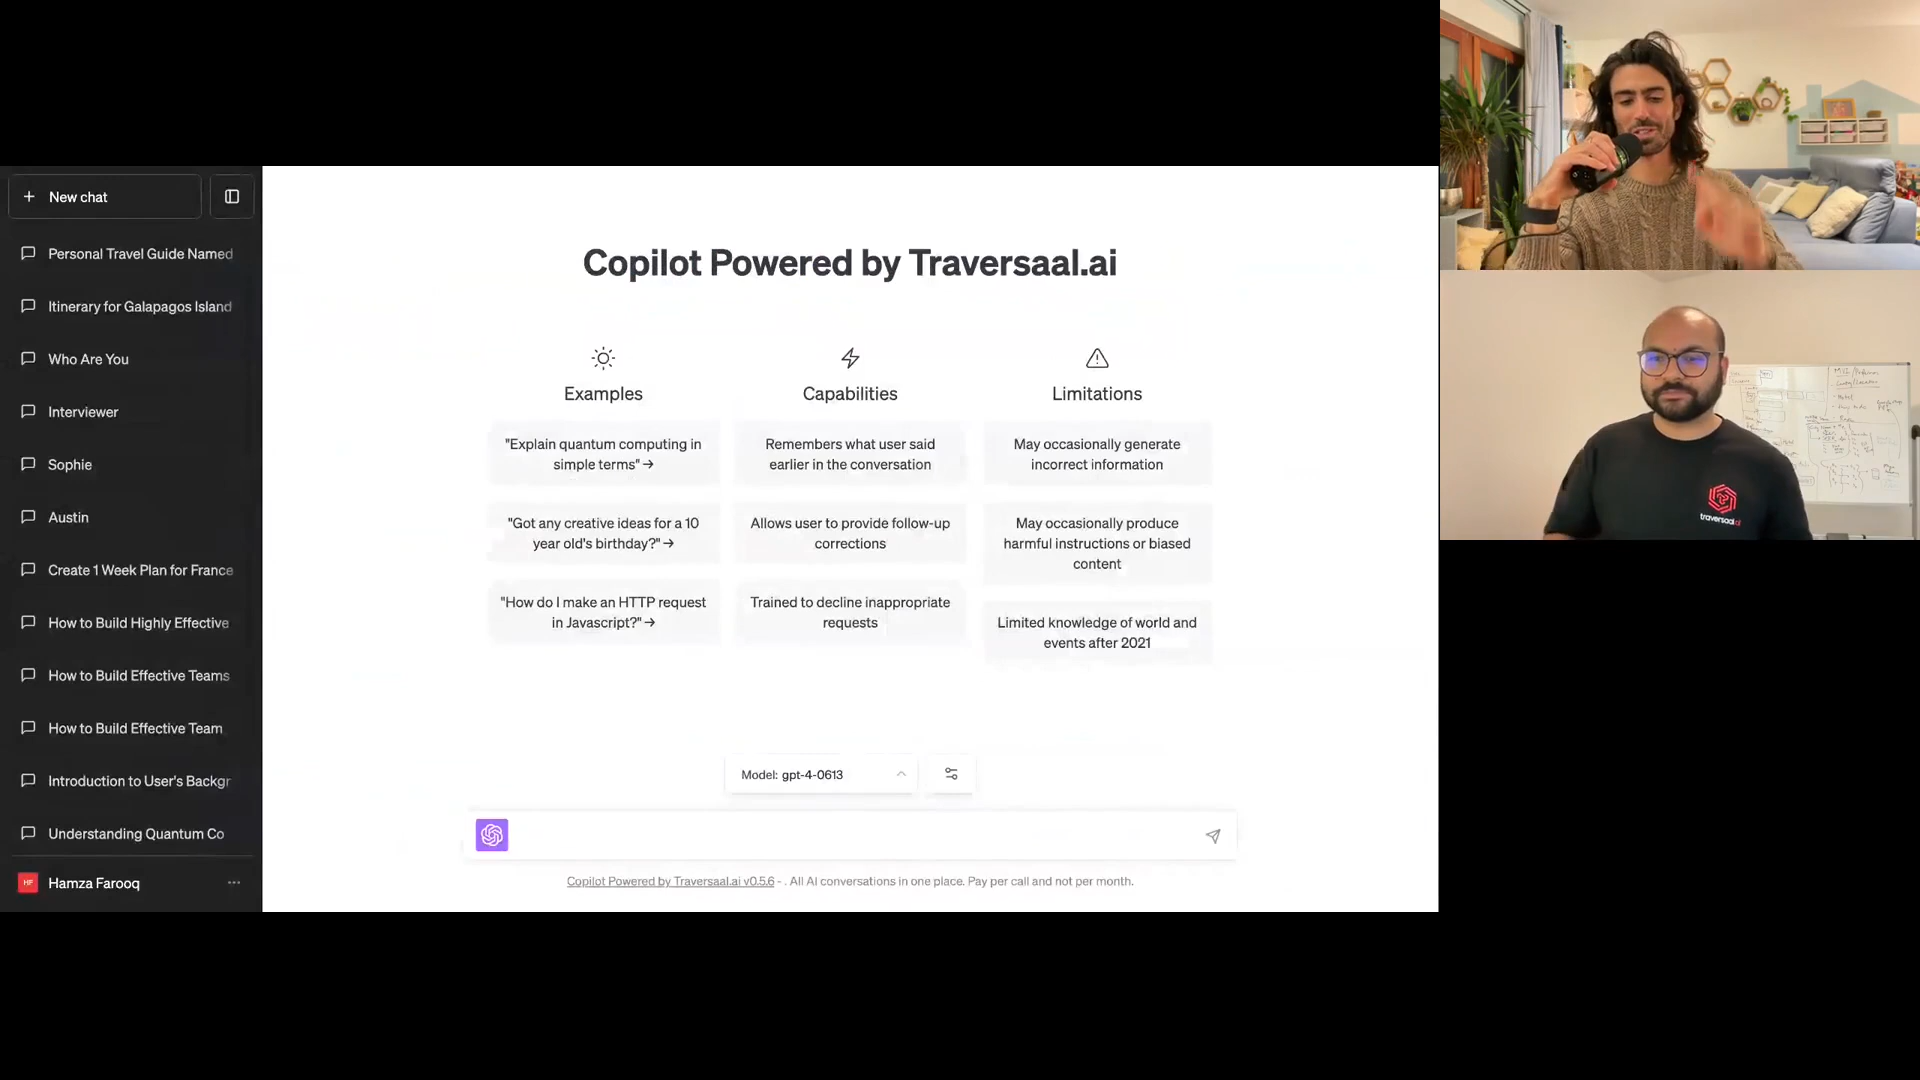 New chat
Personal Travel Guide Named
Itinerary for Galapagos Island
Who Are You
Interviewer
Sophie
Austin
Create 1 Week Plan for France
How to Build Highly Effective
How to Build Effective Teams
How to Build Effective Team
Introduction to User's Backgr
Understanding Quantum Co
HF
Hamza Farooq
Copilot Powered by Traversaal.ai
Examples
"Explain quantum computing in
simple terms" →
"Got any creative ideas for a 10
year old's birthday?" →
"How do I make an HTTP request
in Javascript?" →
Capabilities
Remembers what user said
earlier in the conversation
Allows user to provide follow-up
corrections
Trained to decline inappropriate
requests
Limitations
May occasionally generate
incorrect information
May occasionally produce
harmful instructions or biased
content
Limited knowledge of world and
events after 2021
Model: gpt-4-0613
Copilot Powered by Traversaal.ai v0.5.6 - . All AI conversations in one place. Pay per call and not per month.
traversaal.ai